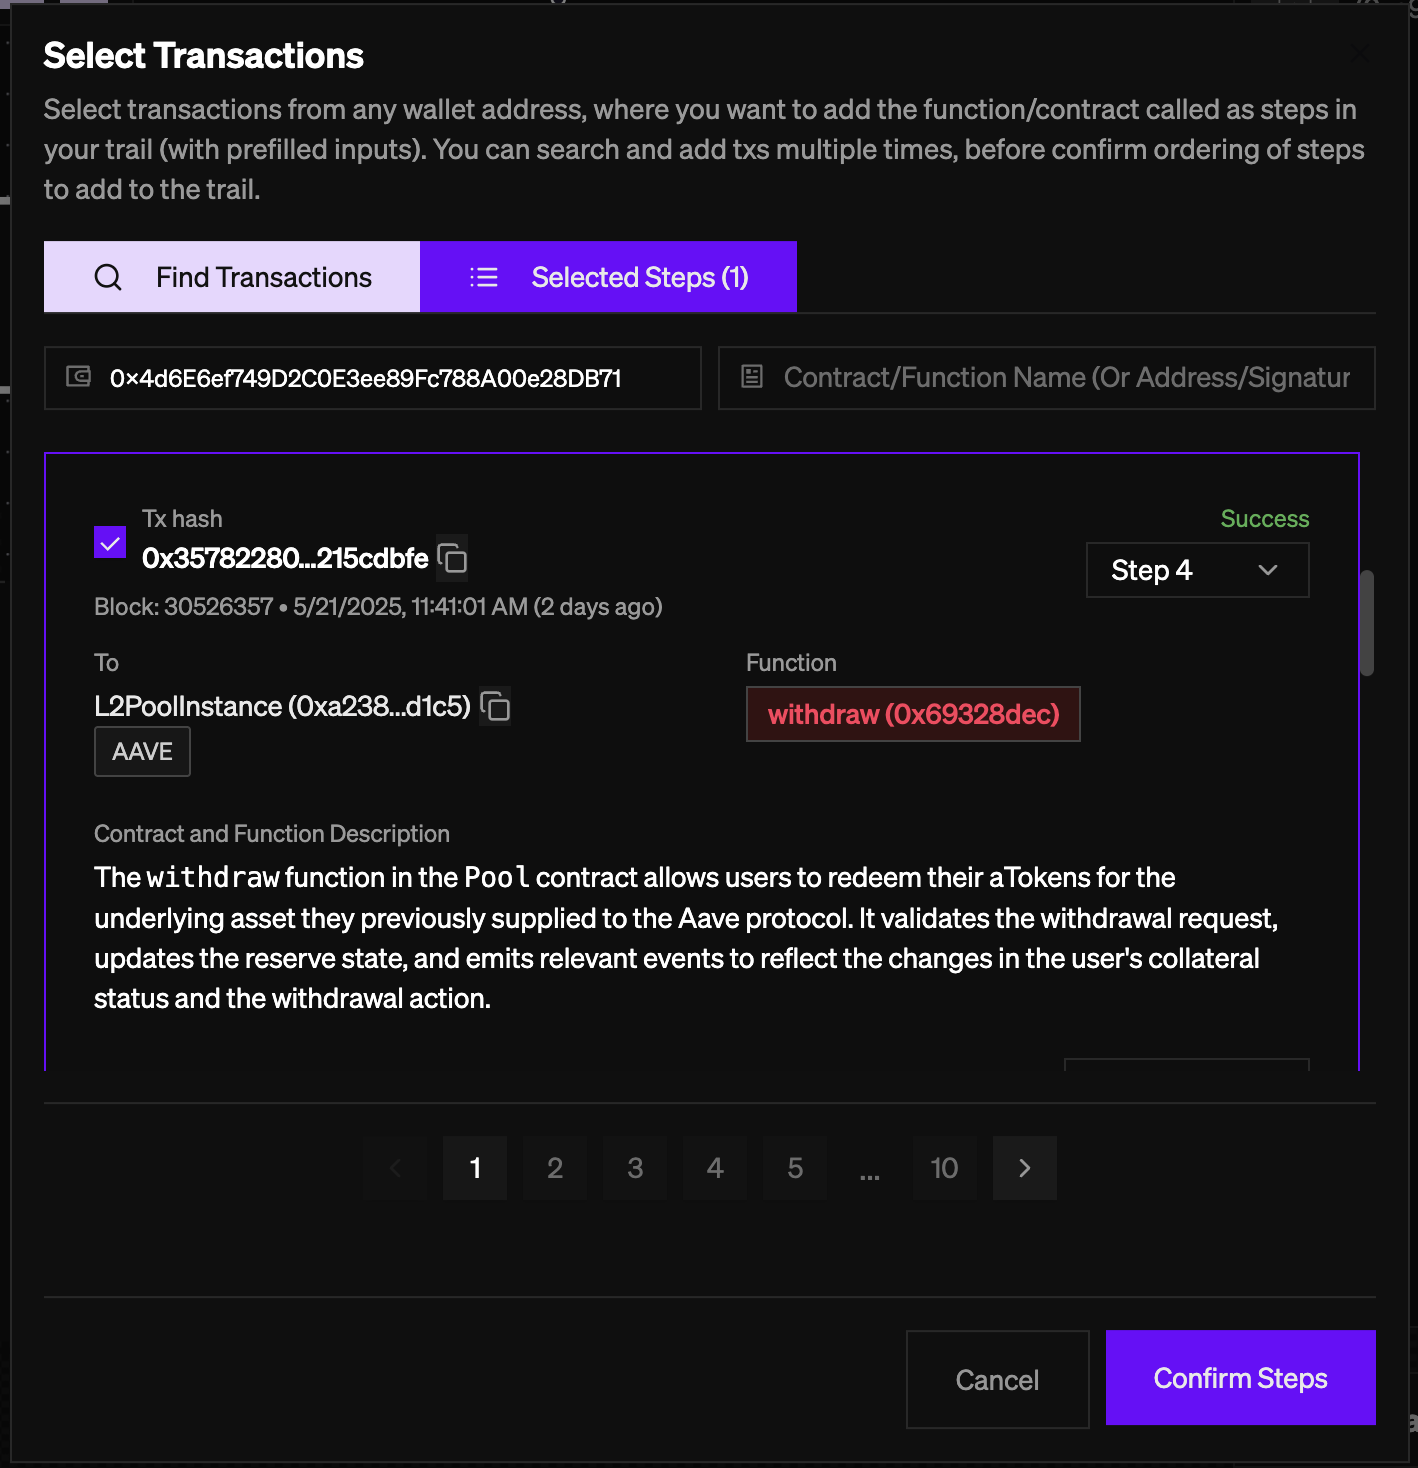 Select Transactions
Select transactions from any wallet address, where you want to add the function/contract called as steps in
your trail (with prefilled inputs). You can search and add txs multiple times, before confirm ordering of steps
to add to the trail.
Find Transactions
Selected Steps (1)
0x4d6E6ef749D2C0E3ee89Fc788A00e28DB71
Contract/Function Name (Or Address/Signatur
Tx hash
Success
0x35782280...215cdbfe
Step 4
Block: 30526357 • 5/21/2025, 11:41:01 AM (2 days ago)
To
Function
L2PoolInstance (0xa238...d1c5)
withdraw (0x69328dec)
AAVE
Contract and Function Description
The withdraw function in the Pool contract allows users to redeem their aTokens for the
underlying asset they previously supplied to the Aave protocol. It validates the withdrawal request,
updates the reserve state, and emits relevant events to reflect the changes in the user's collateral
status and the withdrawal action.
1 2 3 4 5 ... 10
Cancel
Confirm Steps